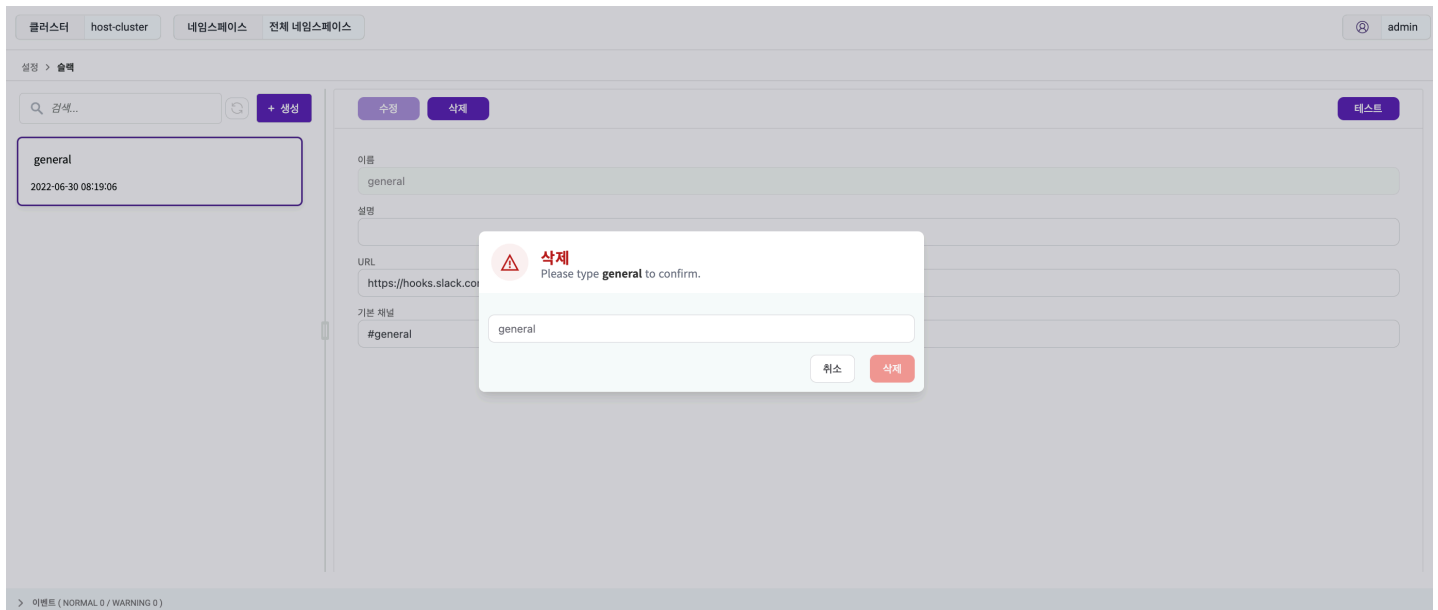 클러스터 host-cluster 네임스페이스 전체 네임스페이스 admin
설정 > 슬랙
검색... + 생성 수정 삭제 테스트
general
2022-06-30 08:19:06
이름
general
설명
URL
https://hooks.slack.co
기본 채널
#general
삭제
Please type general to confirm.
general
취소 삭제
이벤트 ( NORMAL 0 / WARNING 0 )